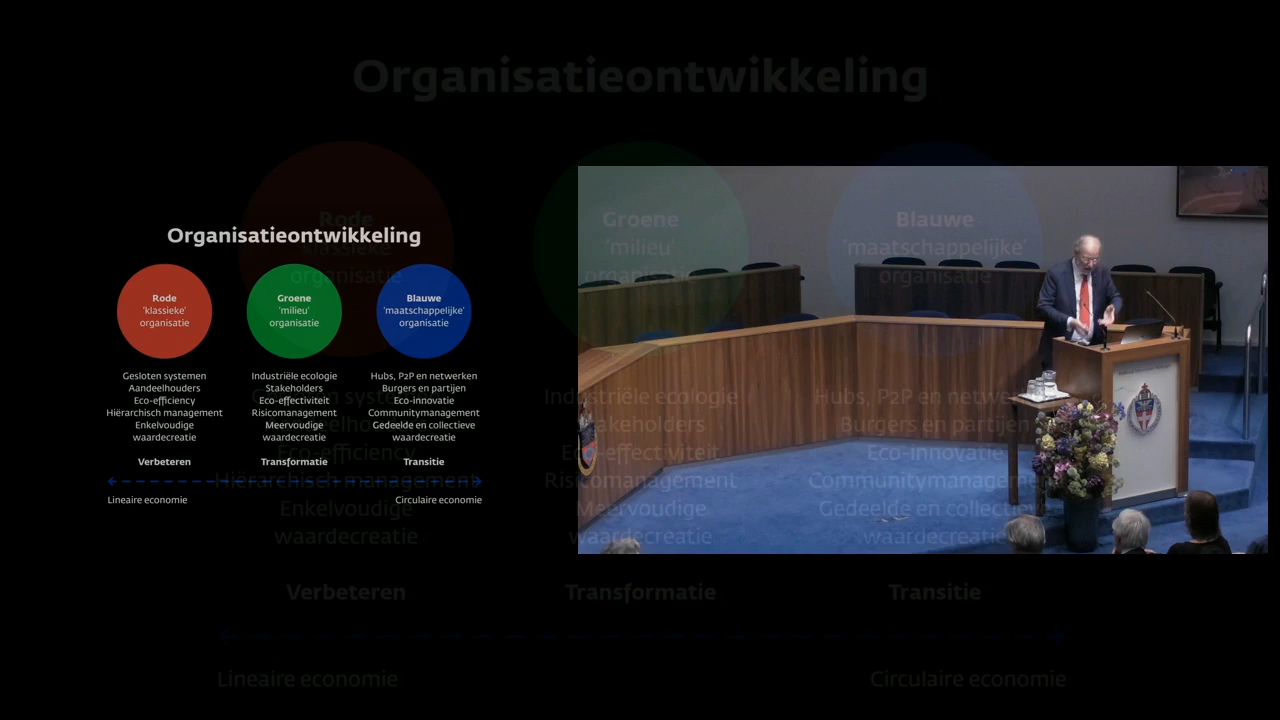 Organisatieontwikkeling
Rode
'klassieke'
organisatie
Groene
'milieu'
organisatie
Blauwe
'maatschappelijke'
organisatie
Gesloten systemen
Aandeelhouders
Eco-efficiency
Hiërarchisch management
Enkelvoudige
waardecreatie
Industriële ecologie
Stakeholders
Eco-effectiviteit
Risicomanagement
Meervoudige
waardecreatie
Hubs, P2P en netwerken
Burgers en partijen
Eco-innovatie
Communitymanagement
Gedeelde en collectieve
waardecreatie
Verbeteren
Transformatie
Transitie
Lineaire economie
Circulaire economie